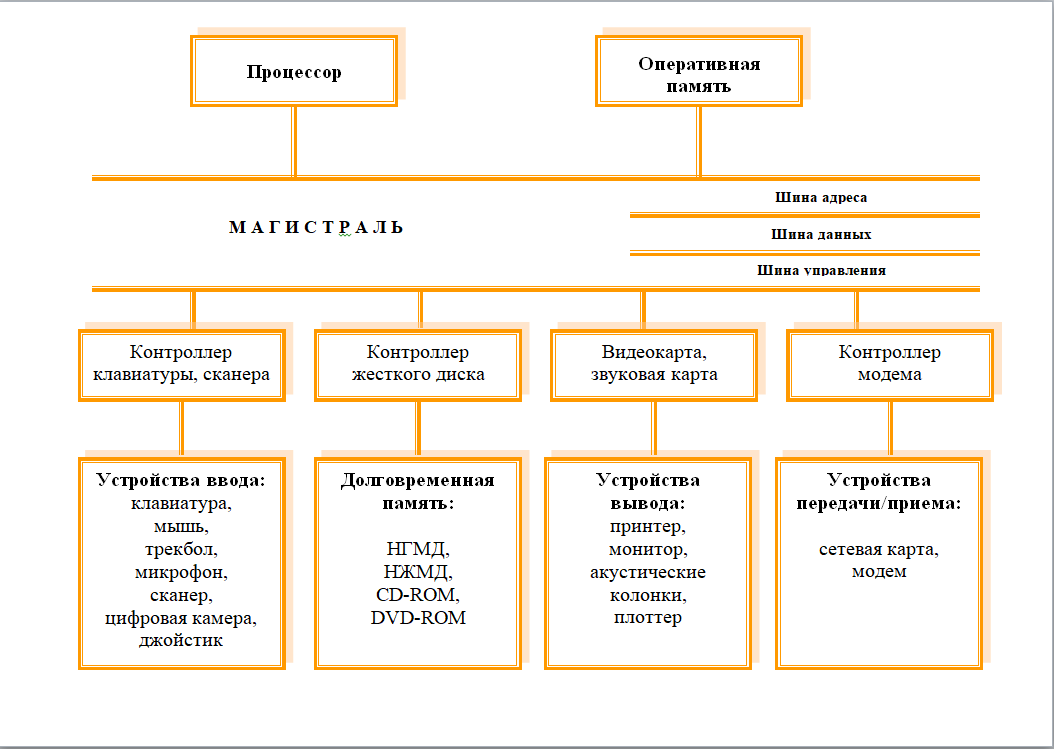 Процессор
Оперативная
память
Шина адреса
МАГИСТРАЛЬ
Шина данных
Шина управления
Контроллер
клавиатуры, сканера
Контроллер
жесткого диска
Видеокарта,
звуковая карта
Контроллер
модема
Устройства ввода:
клавиатура,
мышь,
трекбол,
микрофон,
сканер,
цифровая камера,
джойстик
Долговременная
память:
НГМД,
НЖМД,
CD-ROM,
DVD-ROM
Устройства
вывода:
принтер,
монитор,
акустические
колонки,
плоттер
Устройства
передачи/приема:
сетевая карта,
модем